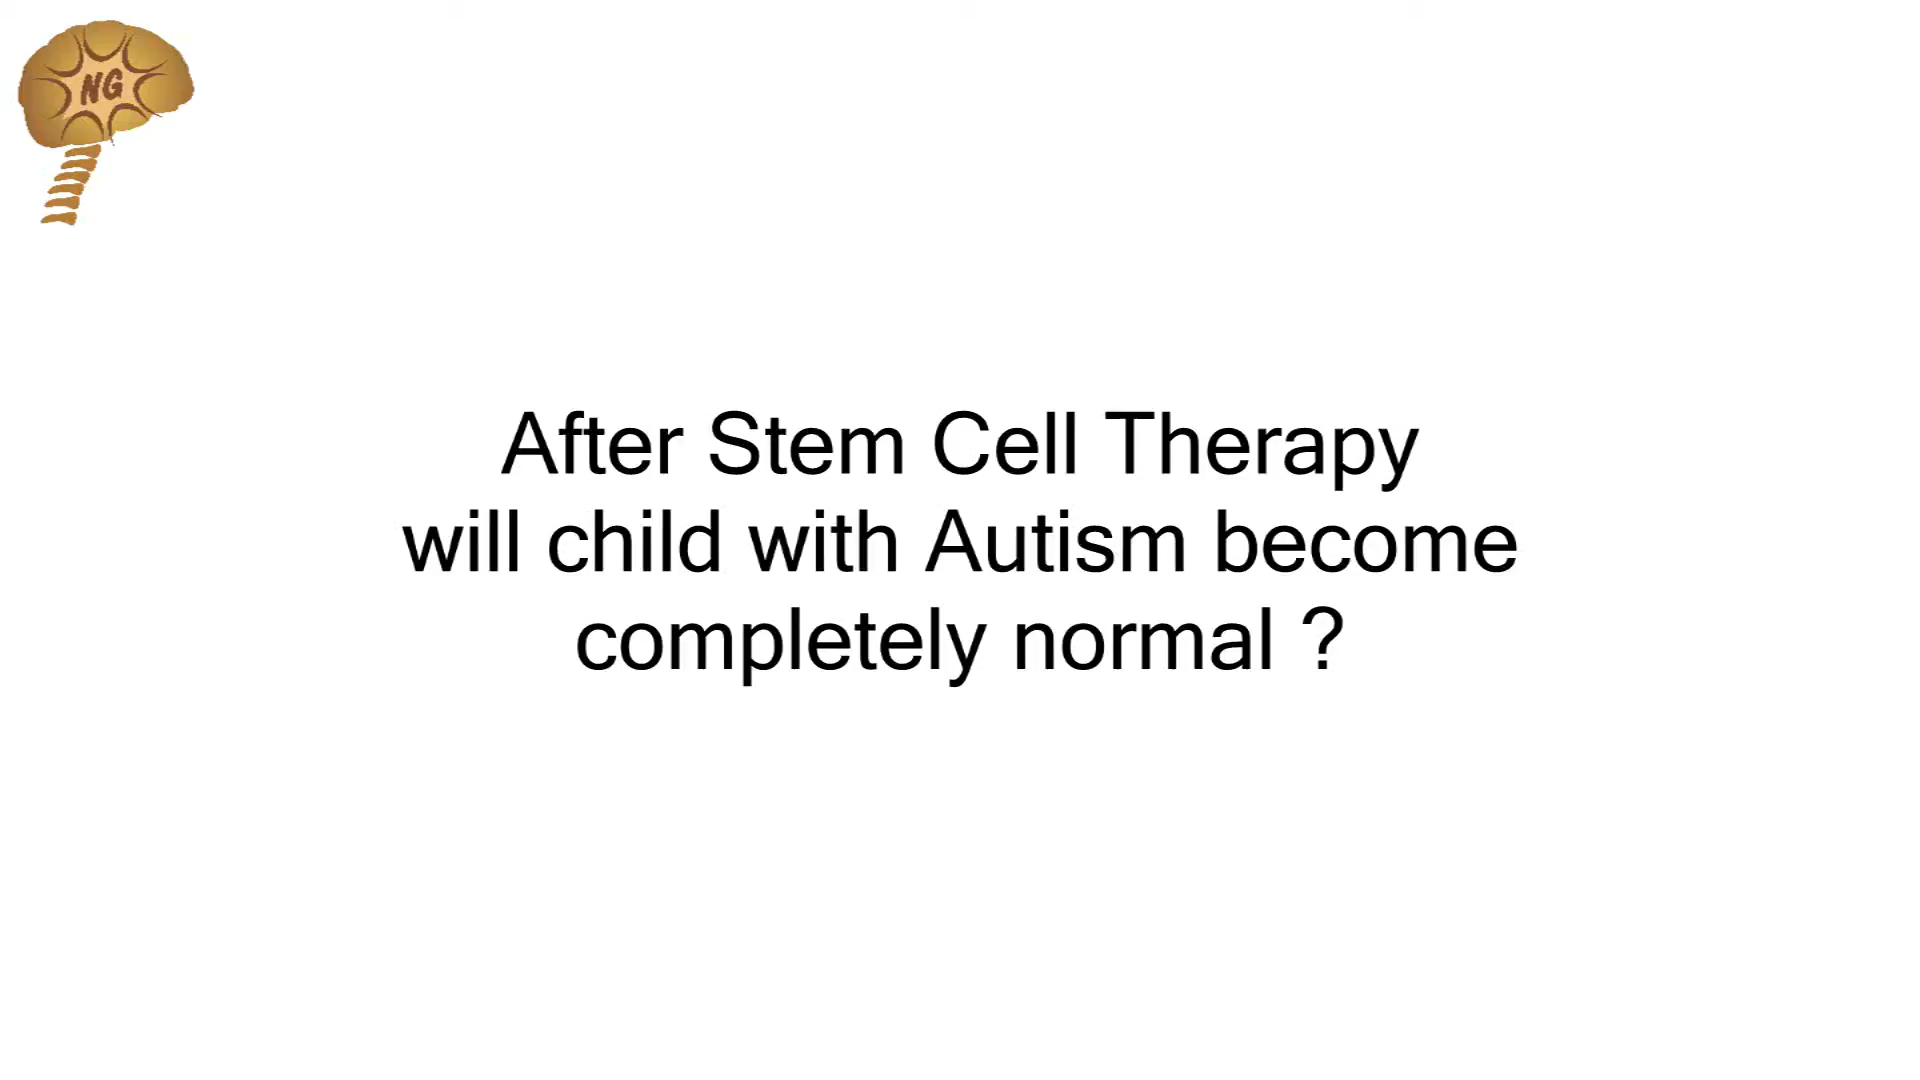 NG
After Stem Cell Therapy
will child with Autism become
completely normal ?